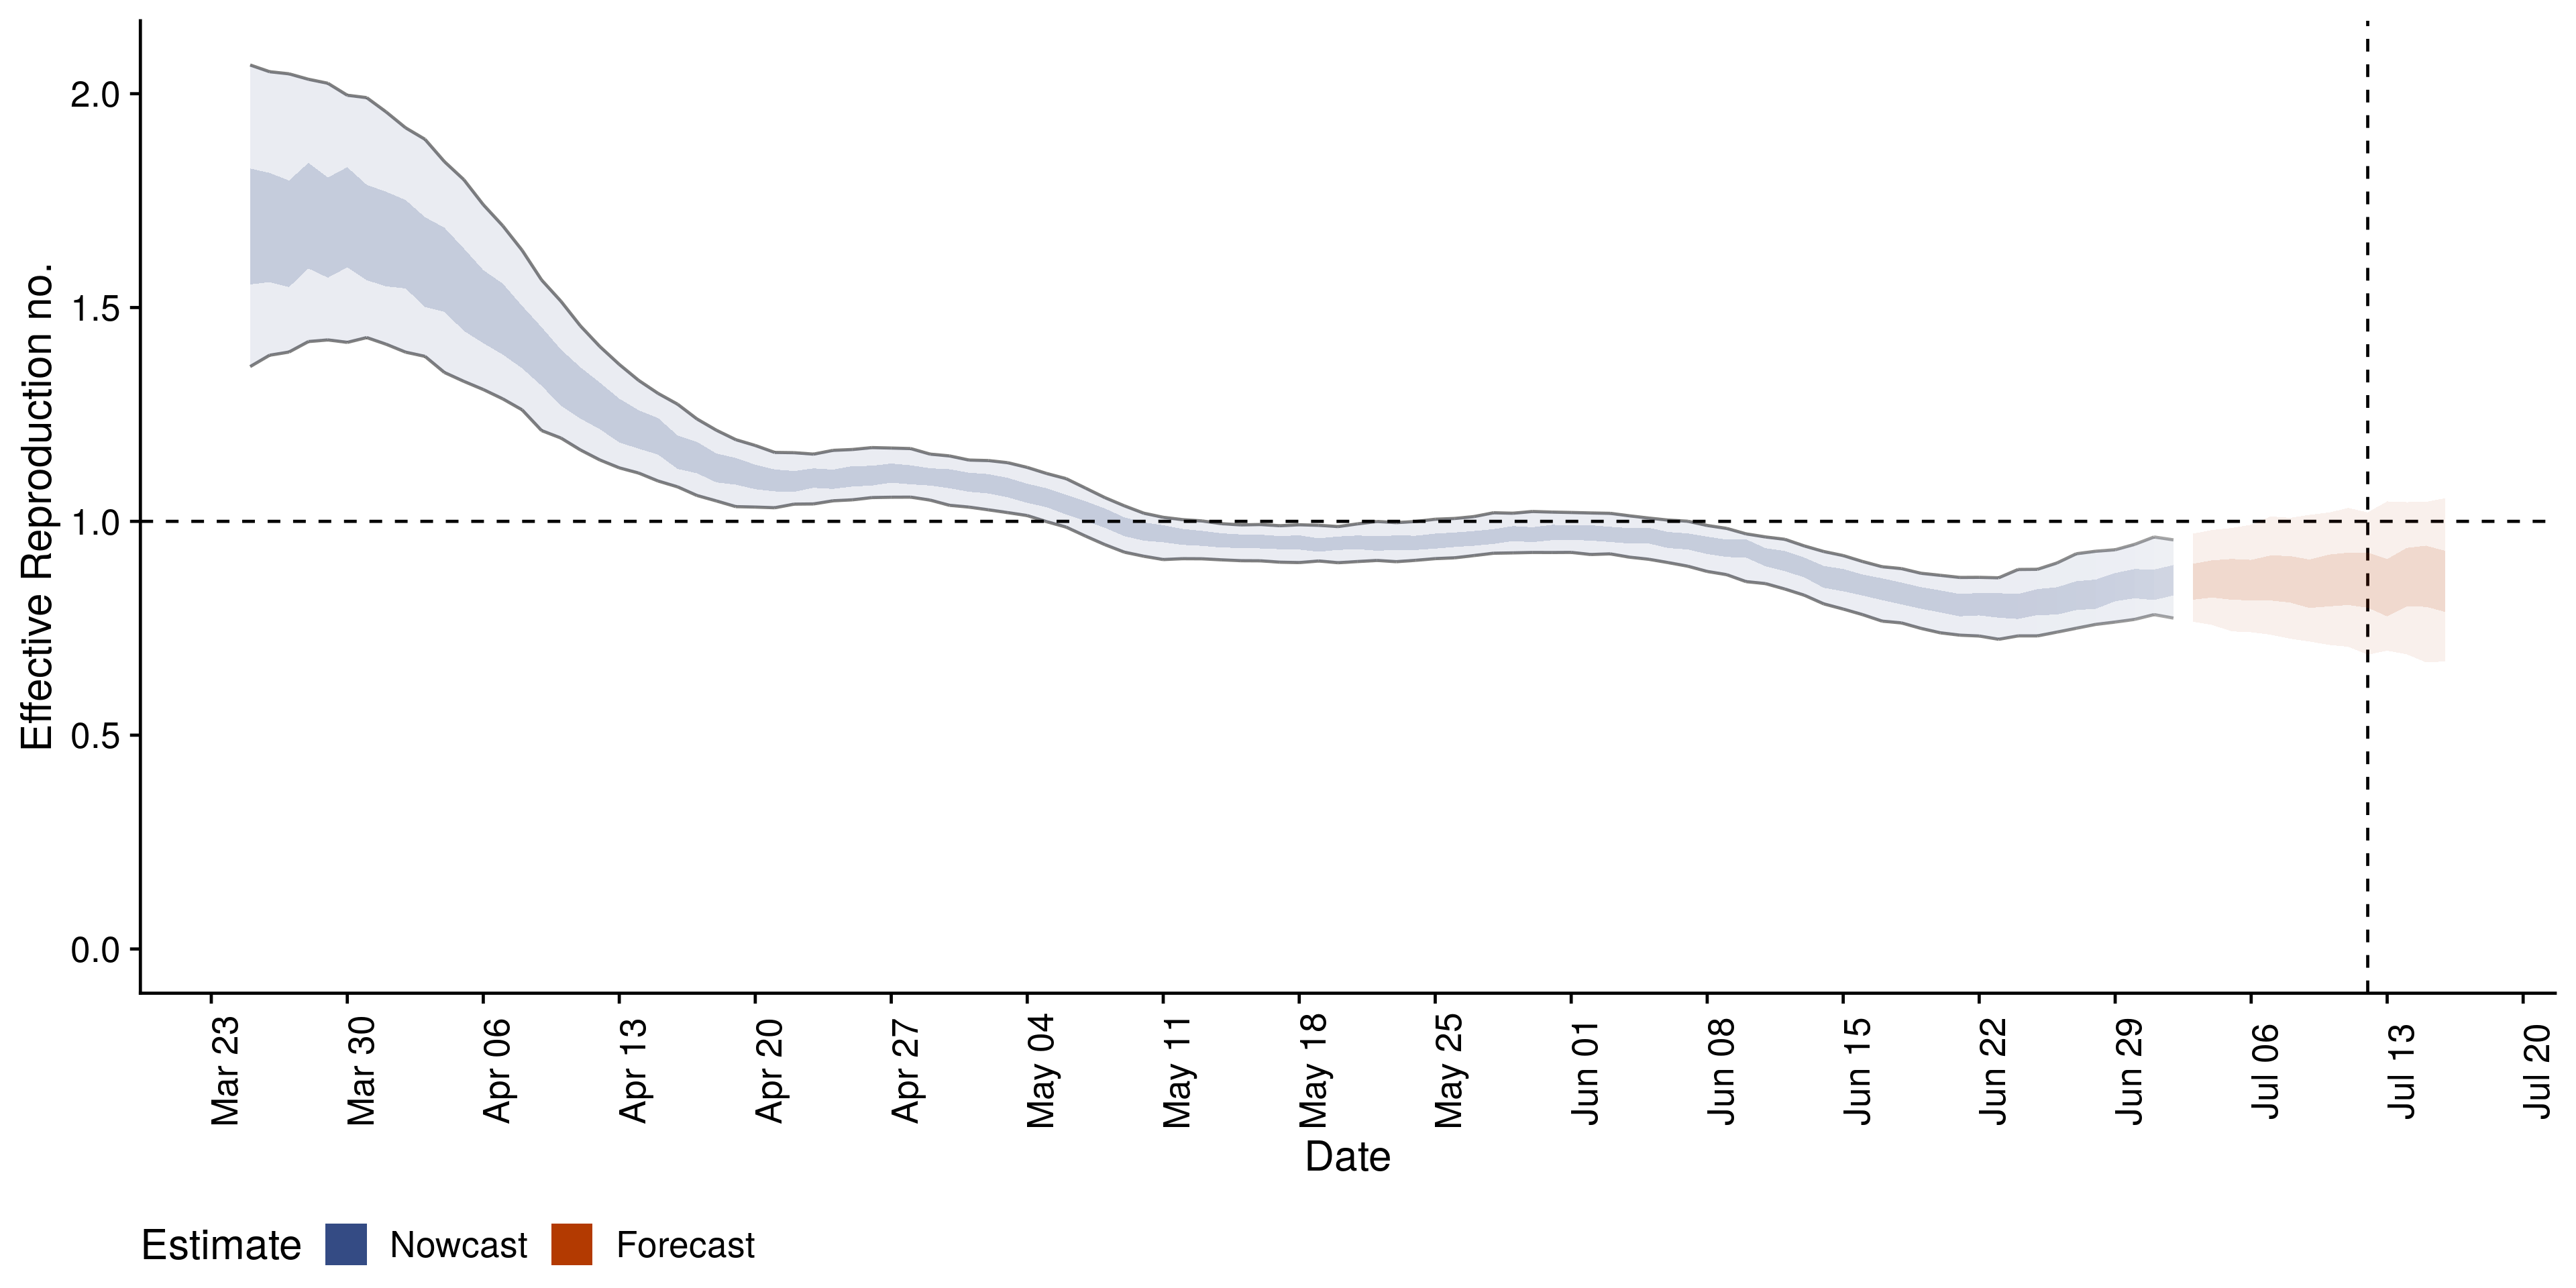 Effective Reproduction no.
2.0
1.5
1.0
0.5
0.0
Mar 23
Mar 30
Apr 06
Apr 13
Apr 20
Apr 27
May 04
May 11
May 18
May 25
Jun 01
Jun 08
Jun 15
Jun 22
Jun 29
Jul 06
Jul 13
Jul 20
Date
Estimate Nowcast Forecast